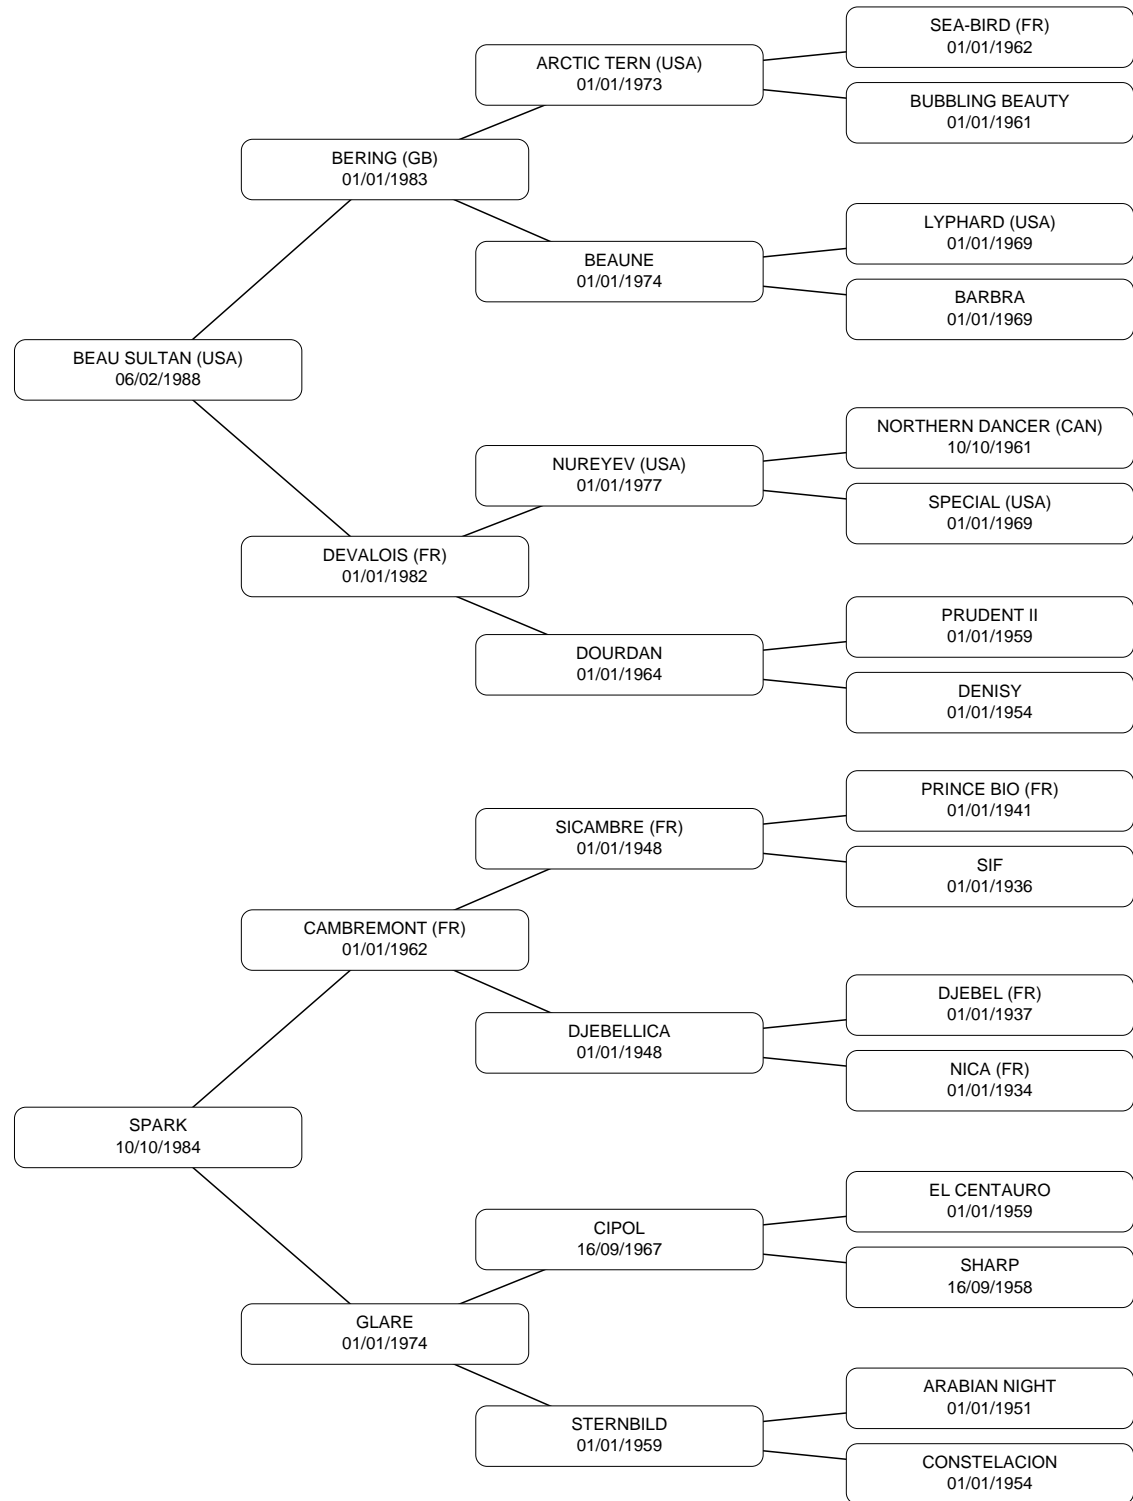 SEA-BIRD (FR)
01/01/1962
ARCTIC TERN (USA)
01/01/1973
BUBBLING BEAUTY
01/01/1961
BERING (GB)
01/01/1983
LYPHARD (USA)
01/01/1969
BEAUNE
01/01/1974
BARBRA
01/01/1969
BEAU SULTAN (USA)
06/02/1988
NORTHERN DANCER (CAN)
10/10/1961
NUREYEV (USA)
01/01/1977
SPECIAL (USA)
01/01/1969
DEVALOIS (FR)
01/01/1982
PRUDENT II
01/01/1959
DOURDAN
01/01/1964
DENISY
01/01/1954
PRINCE BIO (FR)
01/01/1941
SICAMBRE (FR)
01/01/1948
SIF
01/01/1936
CAMBREMONT (FR)
01/01/1962
DJEBEL (FR)
01/01/1937
DJEBELLICA
01/01/1948
NICA (FR)
01/01/1934
SPARK
10/10/1984
EL CENTAURO
01/01/1959
CIPOL
16/09/1967
SHARP
16/09/1958
GLARE
01/01/1974
ARABIAN NIGHT
01/01/1951
STERNBILD
01/01/1959
CONSTELACION
01/01/1954